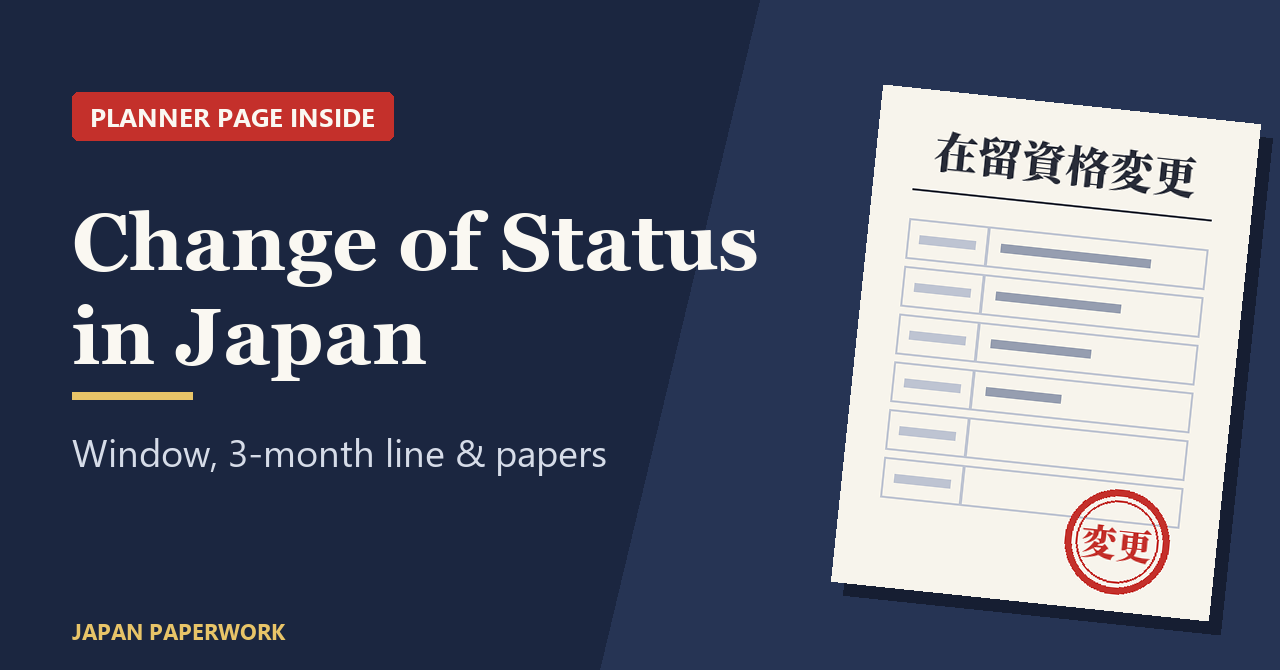 PLANNER PAGE INSIDE
Change of Status
in Japan
Window, 3-month line & papers
JAPAN PAPERWORK
在留資格変更
変更